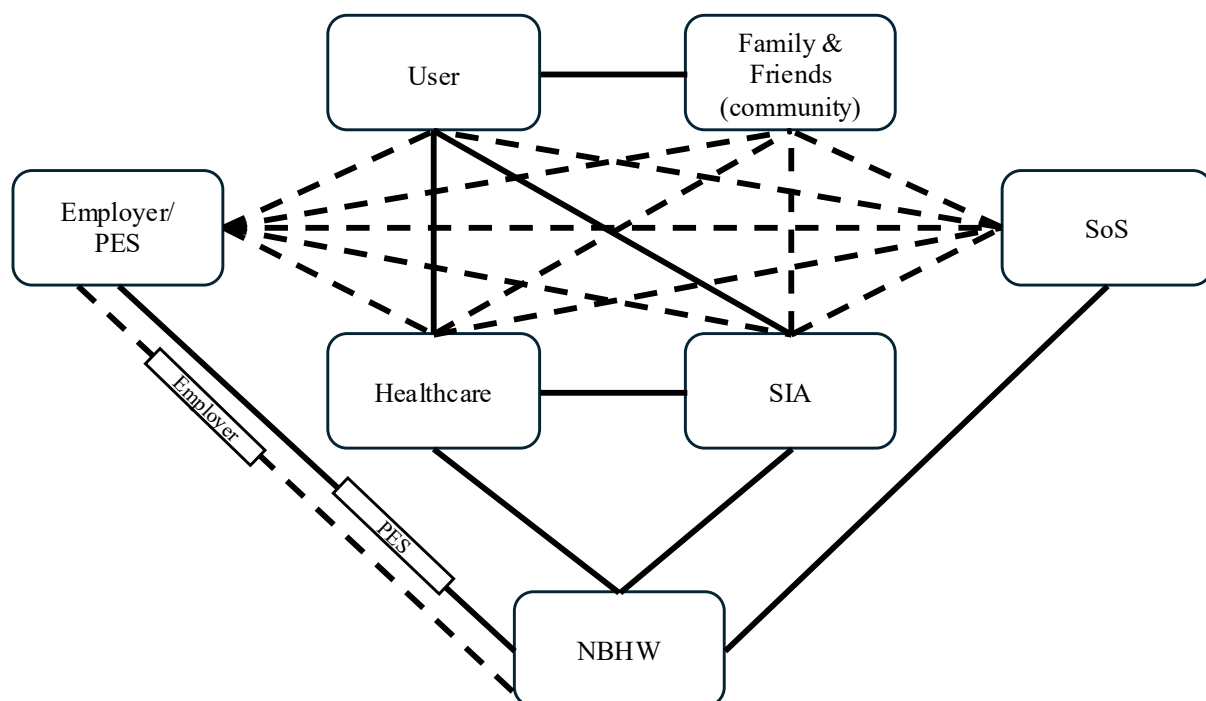 User
Family &
Friends
(community)
Employer/
PES
SoS
Healthcare
SIA
Employer
PES
NBHW